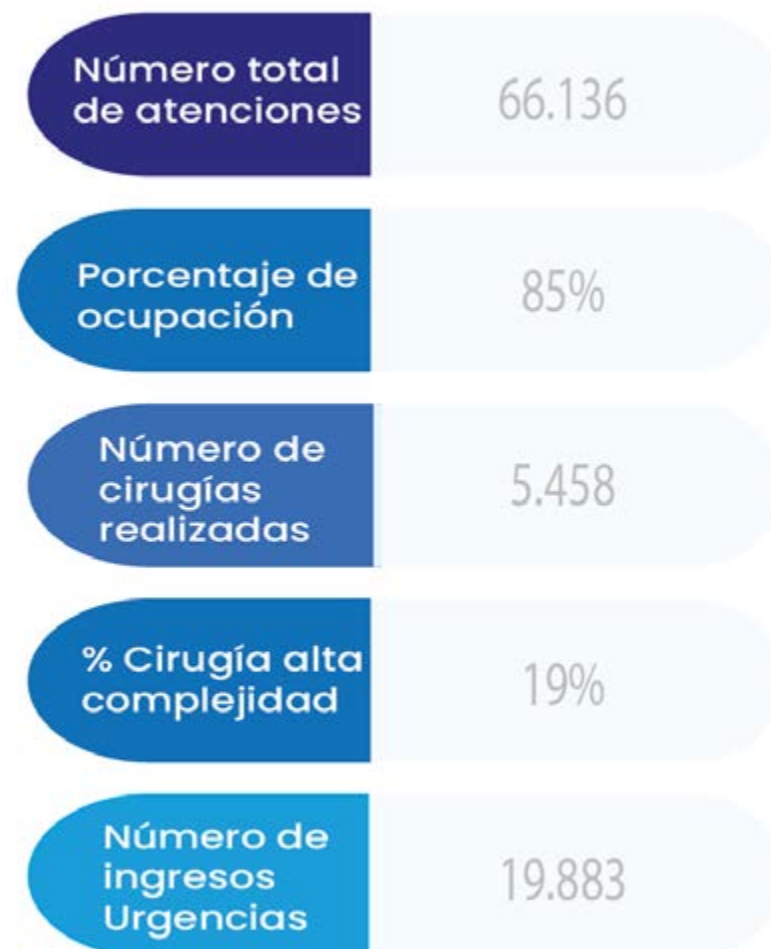 Número total
de atenciones
66.136
Porcentaje de
ocupación
85%
Número de
cirugías
realizadas
5.458
% Cirugía alta
complejidad
19%
Número de
ingresos
Urgencias
19.883